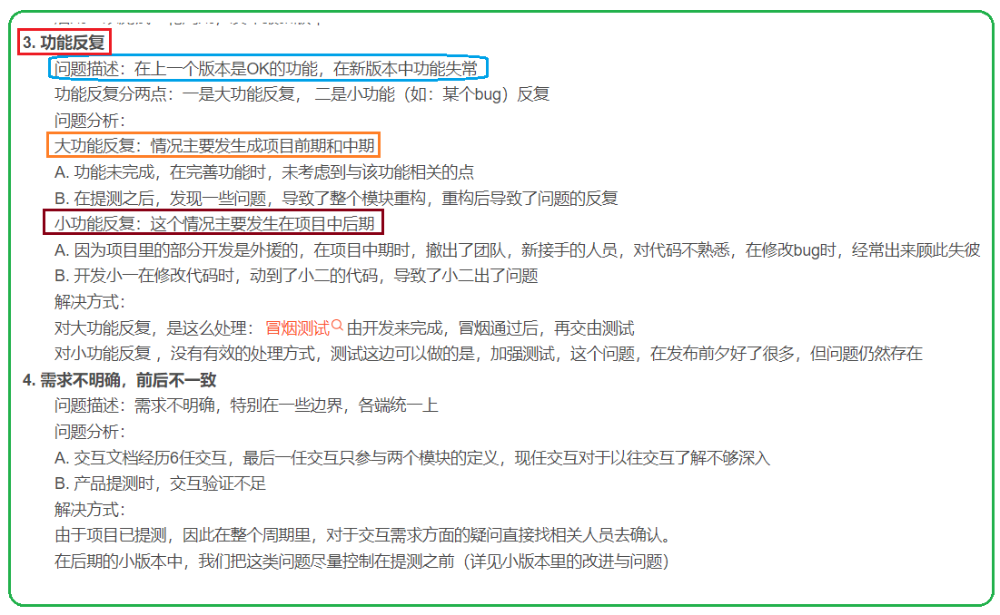 3. 功能反复
问题描述：在上一个版本是OK的功能，在新版本中功能失常
功能反复分两点：一是大功能反复， 二是小功能（如：某个bug）反复
问题分析：
大功能反复：情况主要发生成项目前期和中期
A. 功能未完成，在完善功能时，未考虑到与该功能相关的点
B. 在提测之后，发现一些问题，导致了整个模块重构，重构后导致了问题的反复
小功能反复：这个情况主要发生在项目中后期
A. 因为项目里的部分开发是外援的，在项目中期时，撤出了团队，新接手的人员，对代码不熟悉，在修改bug时，经常出来顾此失彼
B. 开发小一在修改代码时，动到了小二的代码，导致了小二出了问题
解决方式：
对大功能反复，是这么处理： 冒烟测试 由开发来完成，冒烟通过后，再交由测试
对小功能反复 ，没有有效的处理方式，测试这边可以做的是，加强测试，这个问题，在发布前夕好了很多，但问题仍然存在
4. 需求不明确，前后不一致
问题描述：需求不明确，特别在一些边界，各端统一上
问题分析：
A. 交互文档经历6任交互，最后一任交互只参与两个模块的定义，现任交互对于以往交互了解不够深入
B. 产品提测时，交互验证不足
解决方式：
由于项目已提测，因此在整个周期里，对于交互需求方面的疑问直接找相关人员去确认。
在后期的小版本中，我们把这类问题尽量控制在提测之前（详见小版本里的改进与问题）